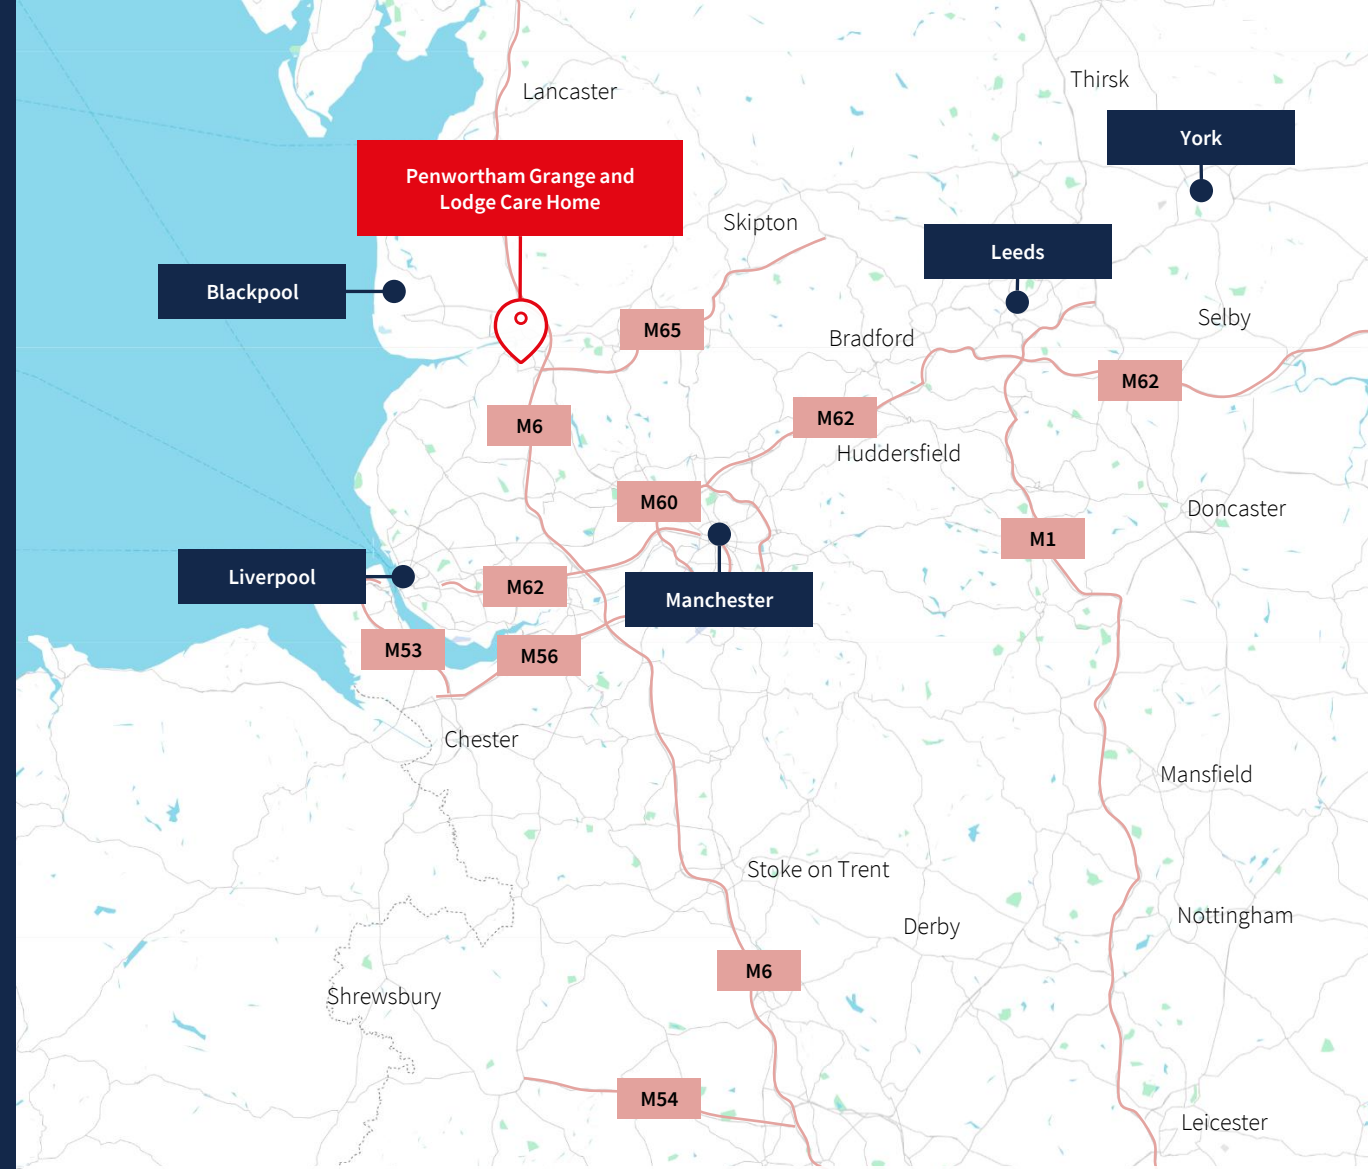 Lancaster
Thirsk
York
Penwortham Grange and
Lodge Care Home
Skipton
Leeds
Blackpool
Selby
M65
Bradford
M62
M62
M6
Huddersfield
M60
Doncaster
M1
Liverpool
M62
Manchester
M53
M56
Chester
Mansfield
Stoke on Trent
Nottingham
Derby
M6
Shrewsbury
M54
Leicester